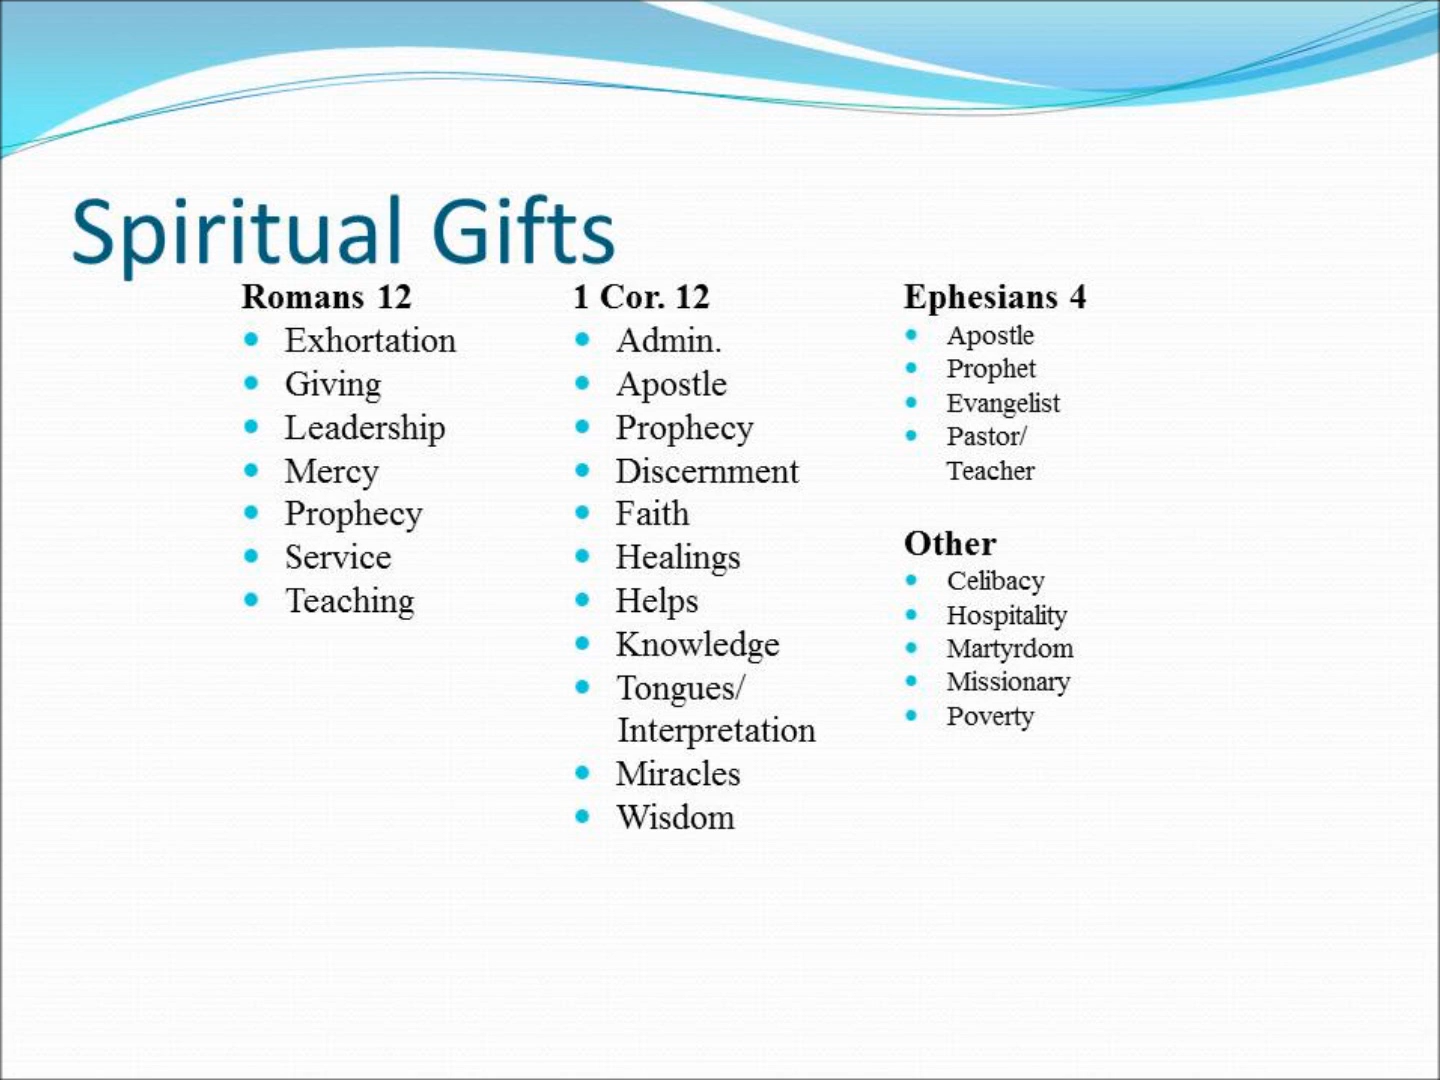 Spiritual Gifts
Romans 12
Exhortation
Giving
Leadership
Mercy
Prophecy
Service
Teaching
1 Cor. 12
Admin.
Apostle
Prophecy
Discernment
Faith
Healings
Helps
Knowledge
Tongues/
Interpretation
Miracles
Wisdom
Ephesians 4
Apostle
Prophet
Evangelist
Pastor/
Teacher
Other
Celibacy
Hospitality
Martyrdom
Missionary
Poverty